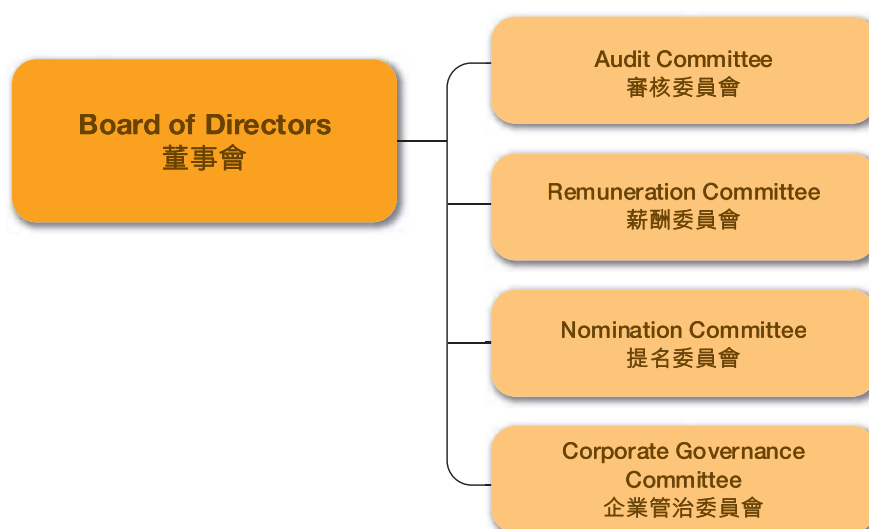 Board of Directors
董事會
Audit Committee
審核委員會
Remuneration Committee
薪酬委員會
Nomination Committee
提名委員會
Corporate Governance
Committee
企業管治委員會